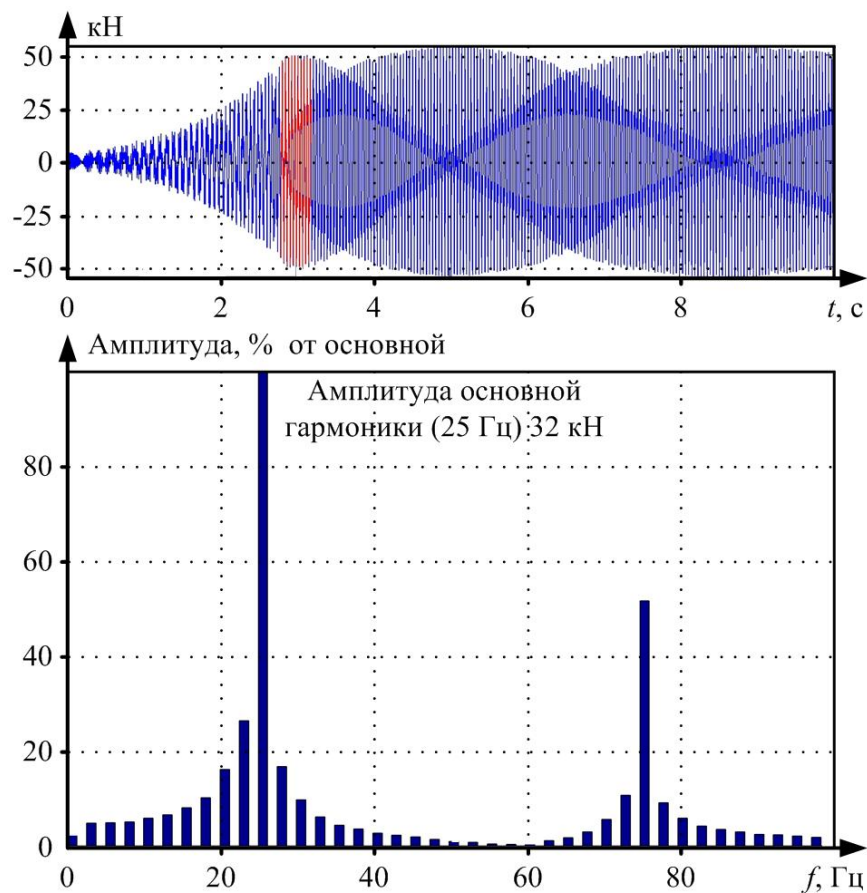 кН
50
25
0
-25
-50
0 2 4 6 8 t, с
Амплитуда, % от основной
Амплитуда основной
гармоники (25 Гц) 32 кН
80
60
40
20
0
0 20 40 60 80 f, Гц